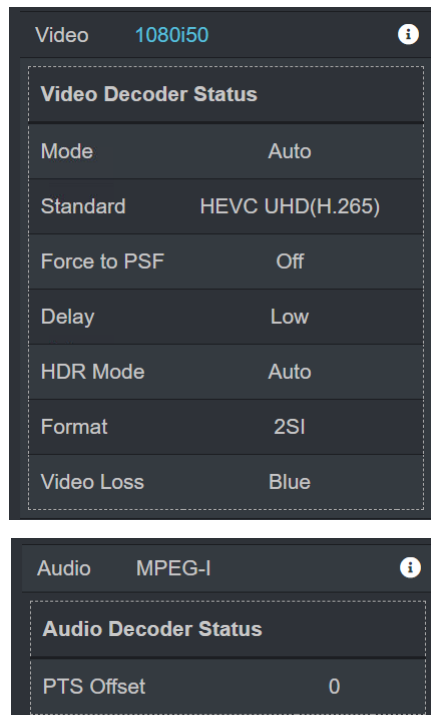 Video 1080i50
Video Decoder Status
Mode Auto
Standard HEVC UHD(H.265)
Force to PSF Off
Delay Low
HDR Mode Auto
Format 2SI
Video Loss Blue
Audio MPEG-I
Audio Decoder Status
PTS Offset 0